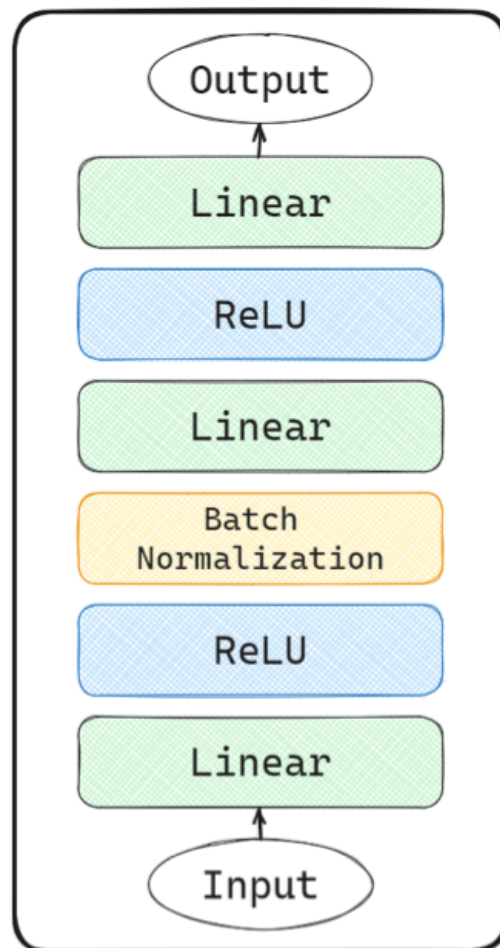 Output
Linear
ReLU
Linear
Batch
Normalization
ReLU
Linear
Input